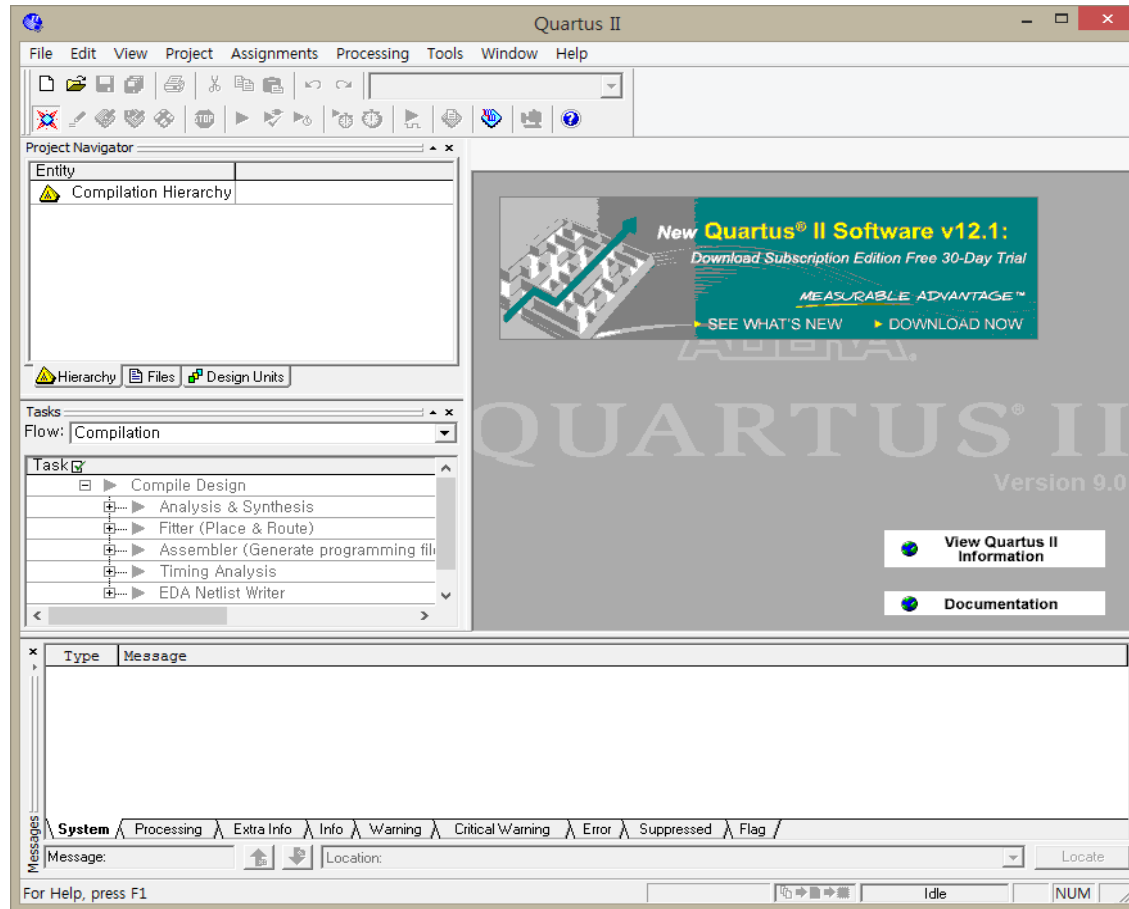 Quartus II
File Edit View Project Assignments Processing Tools Window Help
Project Navigator
Entity
Compilation Hierarchy
Hierarchy Files Design Units
Tasks
Flow: Compilation
Task
Compile Design
Analysis & Synthesis
Fitter (Place & Route)
Assembler (Generate programming
Timing Analysis
EDA Netlist Writer
New Quartus® II Software v12.1:
Download Subscription Edition Free 30-Day Trial
MEASURABLE ADVANTAGE™
SEE WHAT'S NEW DOWNLOAD NOW
QUARTUS® II
Version 9.0
View Quartus II
Information
Documentation
Type Message
System Processing Extra Info Info Warning Critical Warning Error Suppressed Flag
Messages
Message: Location: Locate
For Help, press F1 Idle NUM